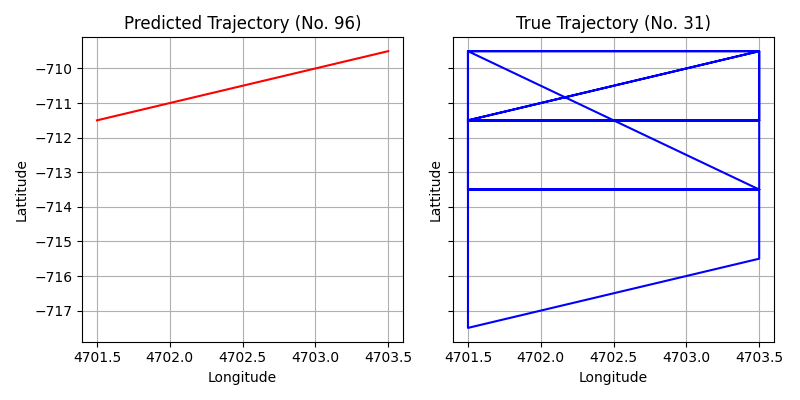 Predicted Trajectory (No. 96)
True Trajectory (No. 31)
Lattitude
−710
−711
−712
−713
−714
−715
−716
−717
4701.5 4702.0 4702.5 4703.0 4703.5
Longitude
Lattitude
4701.5 4702.0 4702.5 4703.0 4703.5
Longitude